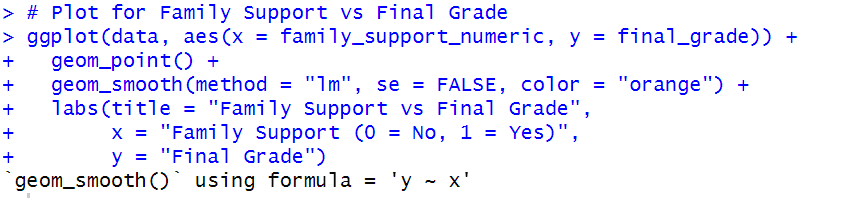 > # Plot for Family Support vs Final Grade
> ggplot(data, aes(x = family_support_numeric, y = final_grade)) +
+   geom_point() +
+   geom_smooth(method = "lm", se = FALSE, color = "orange") +
+   labs(title = "Family Support vs Final Grade",
+        x = "Family Support (0 = No, 1 = Yes)",
+        y = "Final Grade")
`geom_smooth()` using formula = 'y ~ x'